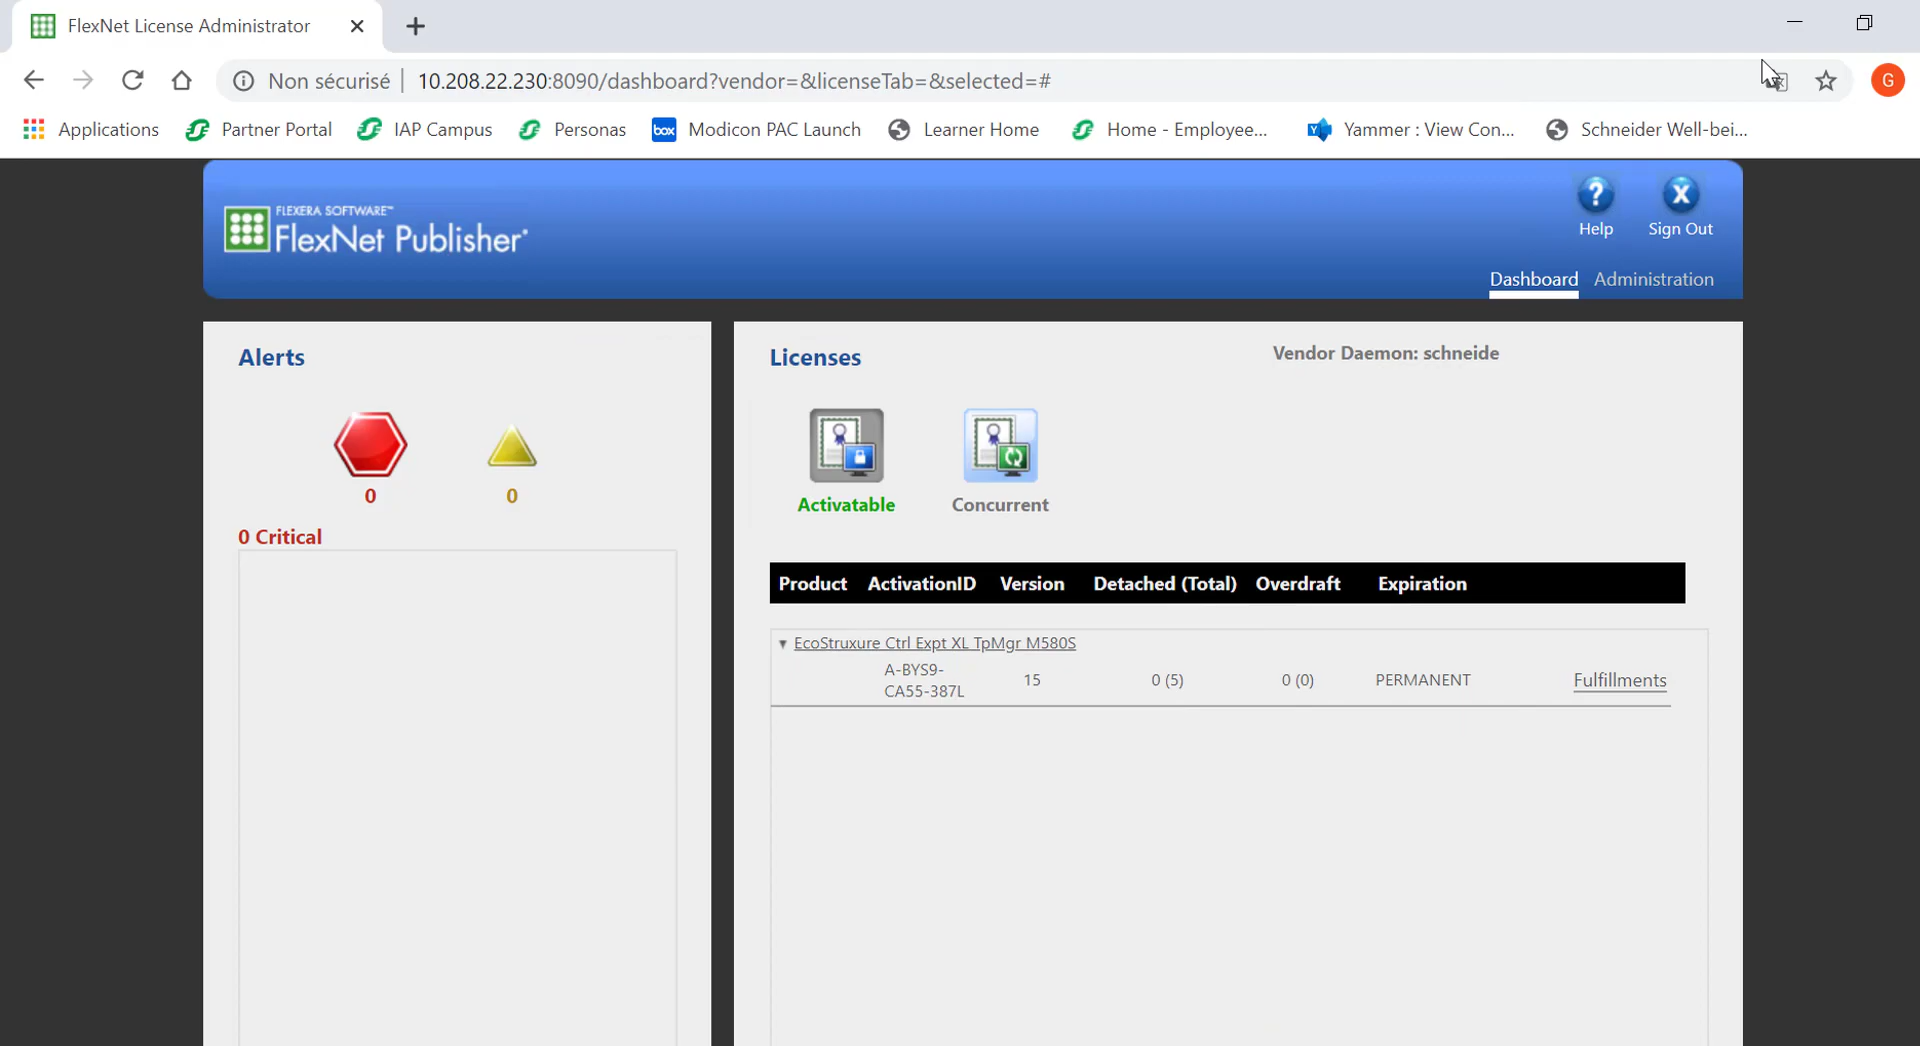 FlexNet License Administrator
Non sécurisé 10.208.22.230:8090/dashboard?vendor=&licenseTab=&selected=#
G
Applications Partner Portal IAP Campus Personas box Modicon PAC Launch Learner Home Home - Employee... Yammer : View Con... Schneider Well-bei...
FLEXERA SOFTWARE™
FlexNet Publisher
? X
Help Sign Out
Dashboard Administration
Alerts
0 0
0 Critical
Licenses
Vendor Daemon: schneide
Activatable Concurrent
Product ActivationID Version Detached (Total) Overdraft Expiration
EcoStruxure Ctrl Expt XL TpMgr M580S
A-BYS9-
CA55-387L 15 0 (5) 0 (0) PERMANENT Fulfillments